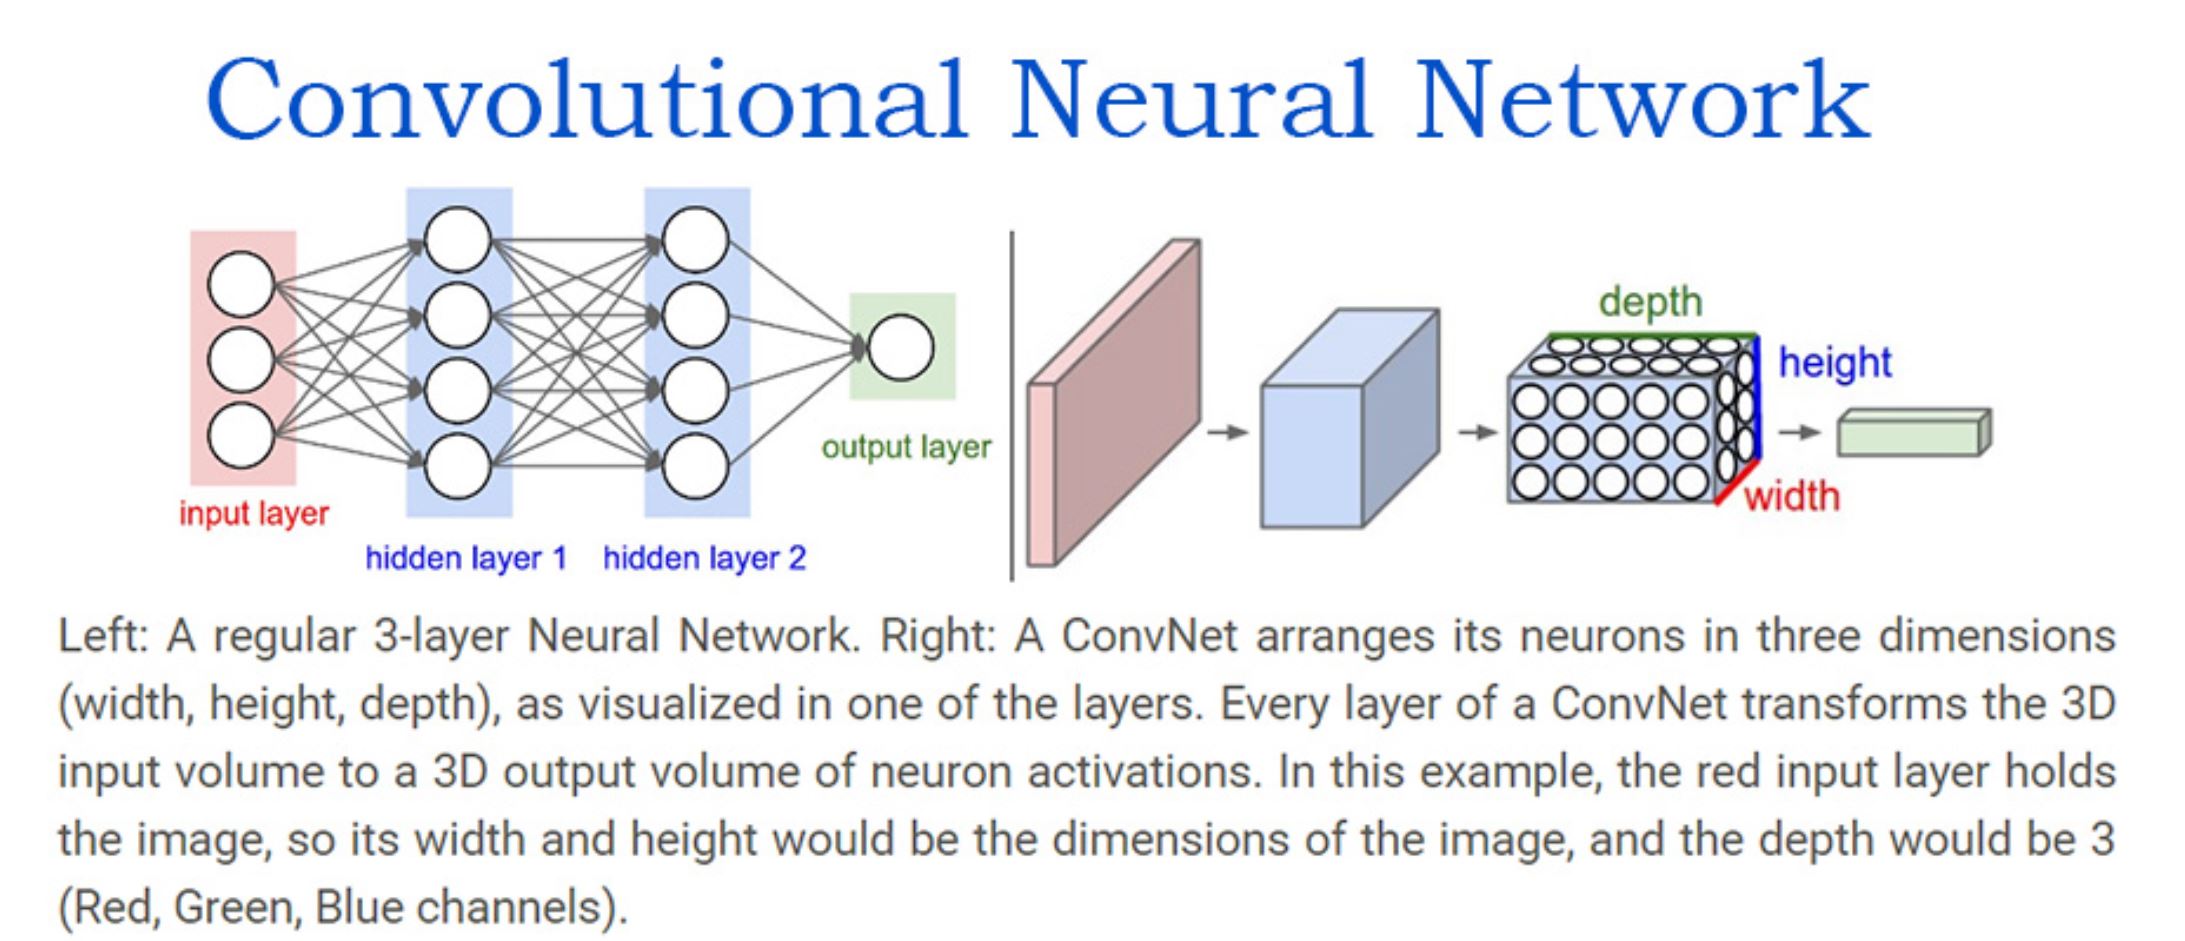 Convolutional Neural Network
input layer
hidden layer 1
hidden layer 2
output layer
depth
height
width
Left: A regular 3-layer Neural Network. Right: A ConvNet arranges its neurons in three dimensions
(width, height, depth), as visualized in one of the layers. Every layer of a ConvNet transforms the 3D
input volume to a 3D output volume of neuron activations. In this example, the red input layer holds
the image, so its width and height would be the dimensions of the image, and the depth would be 3
(Red, Green, Blue channels).